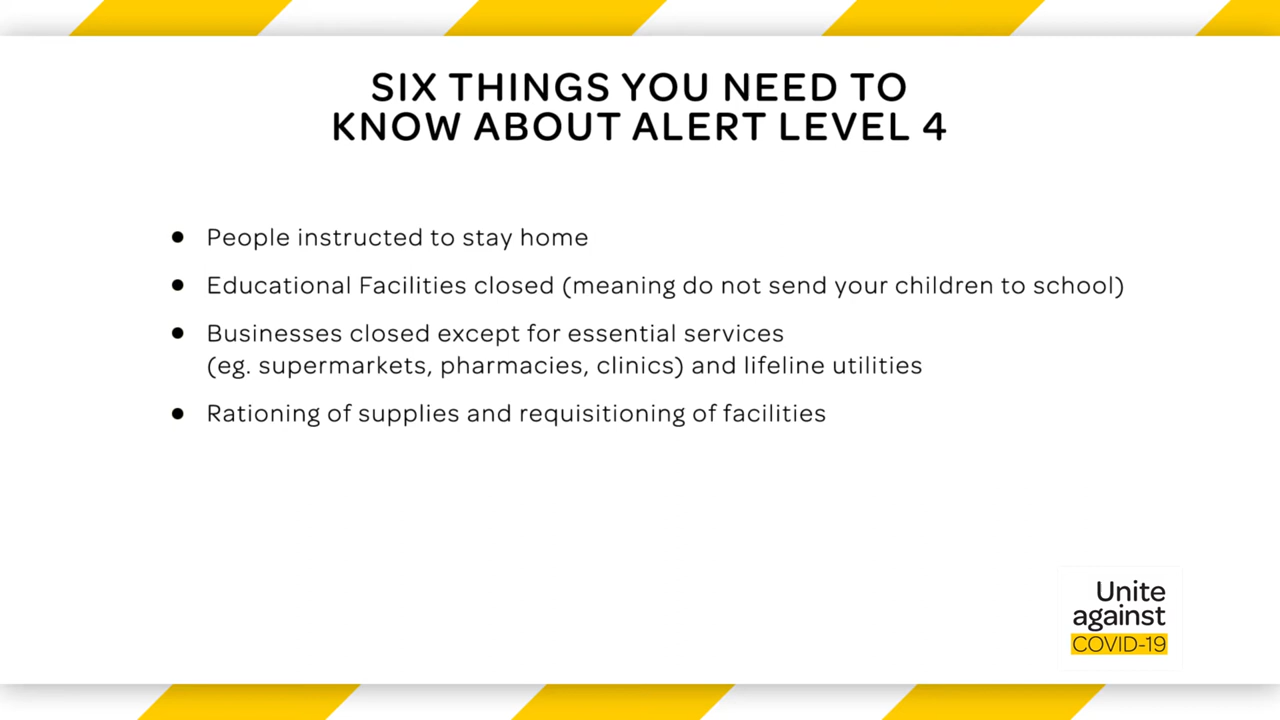 SIX THINGS YOU NEED TO
KNOW ABOUT ALERT LEVEL 4
● People instructed to stay home
● Educational Facilities closed (meaning do not send your children to school)
● Businesses closed except for essential services
(eg. supermarkets, pharmacies, clinics) and lifeline utilities
● Rationing of supplies and requisitioning of facilities
Unite
against
COVID-19